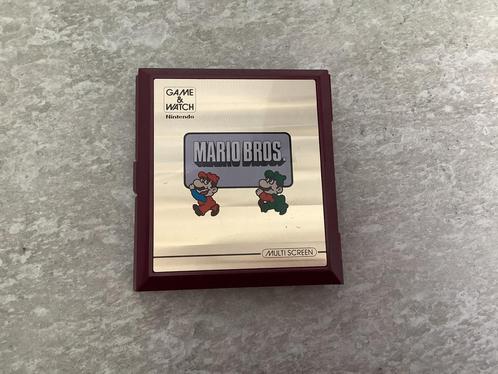 GAME
&
WATCH
Nintendo
MARIO BROS.
MULTI SCREEN